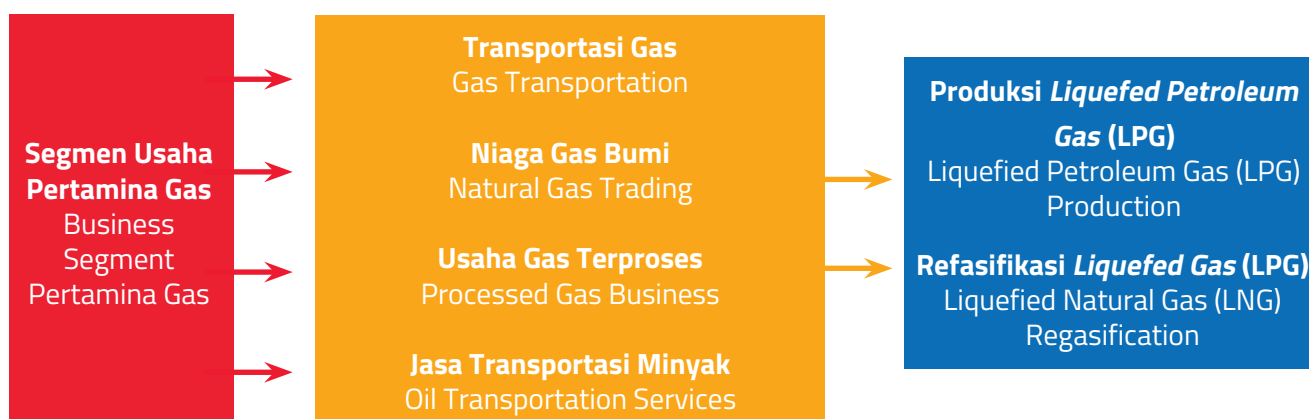 Segmen Usaha
Pertamina Gas
Business
Segment
Pertamina Gas
Transportasi Gas
Gas Transportation
Niaga Gas Bumi
Natural Gas Trading
Usaha Gas Terproses
Processed Gas Business
Jasa Transportasi Minyak
Oil Transportation Services
Produksi Liquefed Petroleum
Gas (LPG)
Liquefied Petroleum Gas (LPG)
Production
Refasifikasi Liquefed Gas (LPG)
Liquefied Natural Gas (LNG)
Regasification